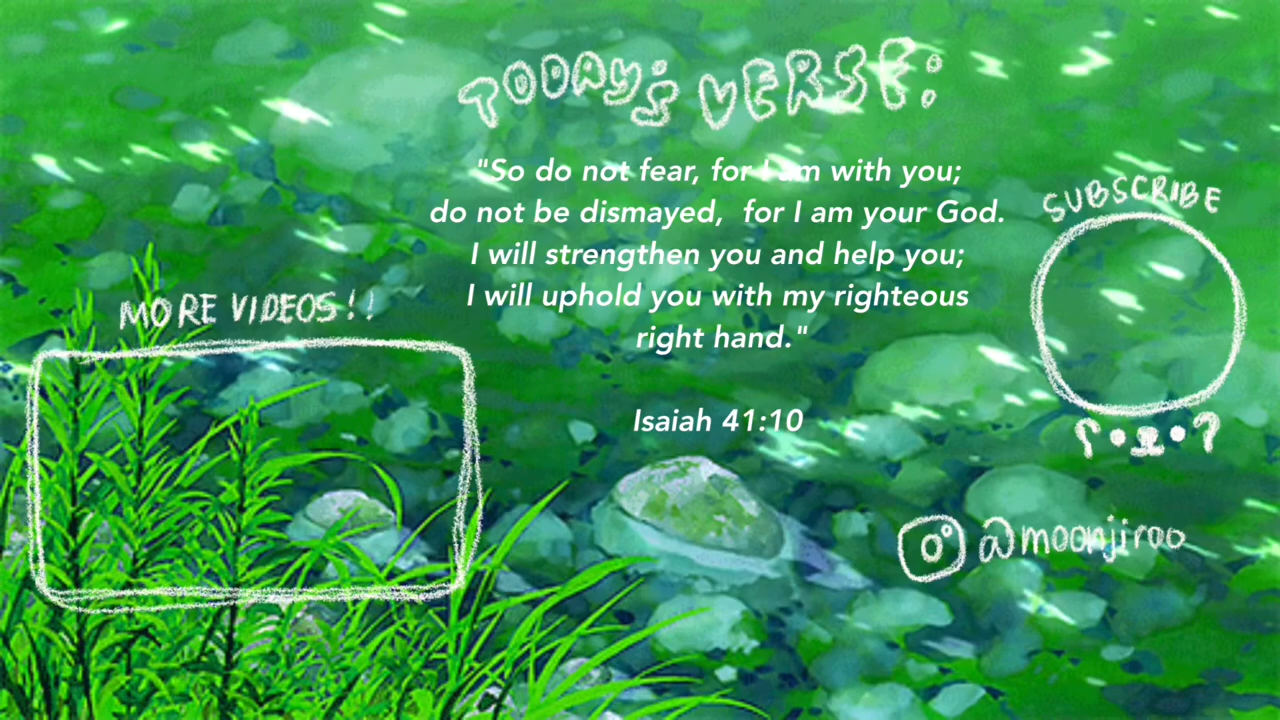 TODAY'S VERSE:
"So do not fear, for I am with you;
do not be dismayed,  for I am your God.
I will strengthen you and help you;
I will uphold you with my righteous
right hand."
Isaiah 41:10
SUBSCRIBE
MORE VIDEOS!!
@moonjiroo